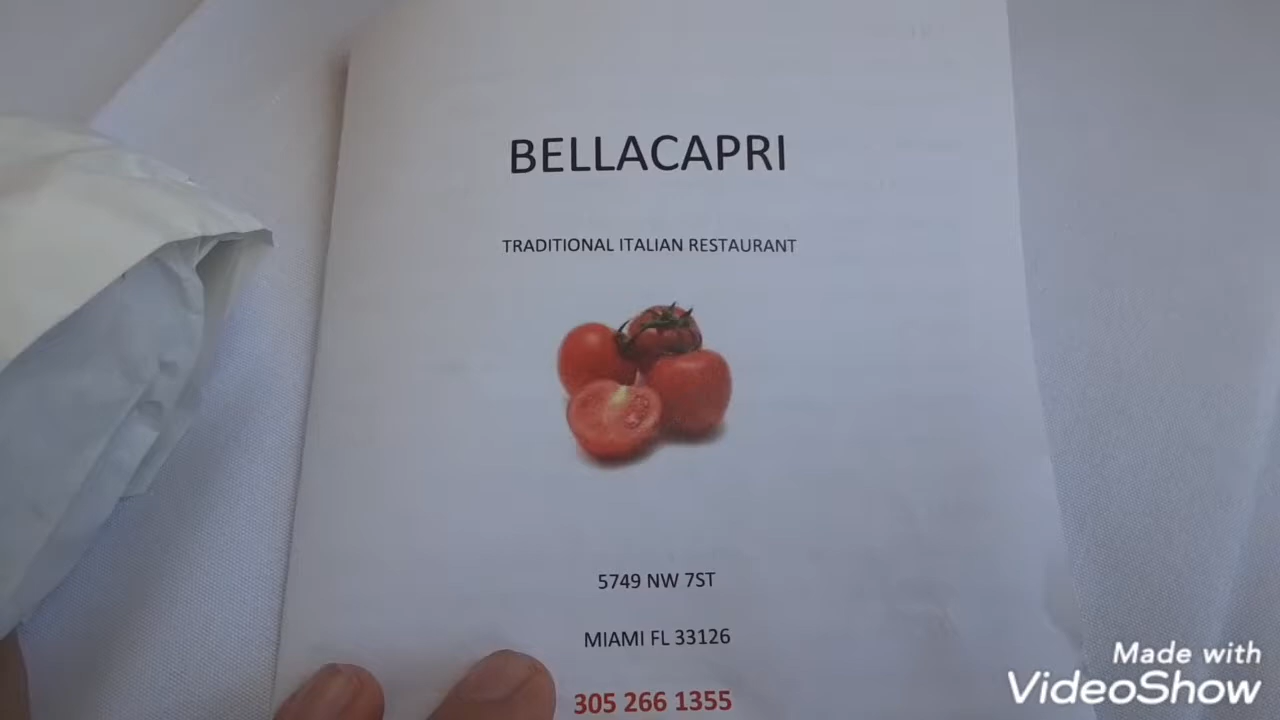 BELLACAPRI
TRADITIONAL ITALIAN RESTAURANT
5749 NW 7ST
MIAMI FL 33126
305 266 1355
Made with
VideoShow